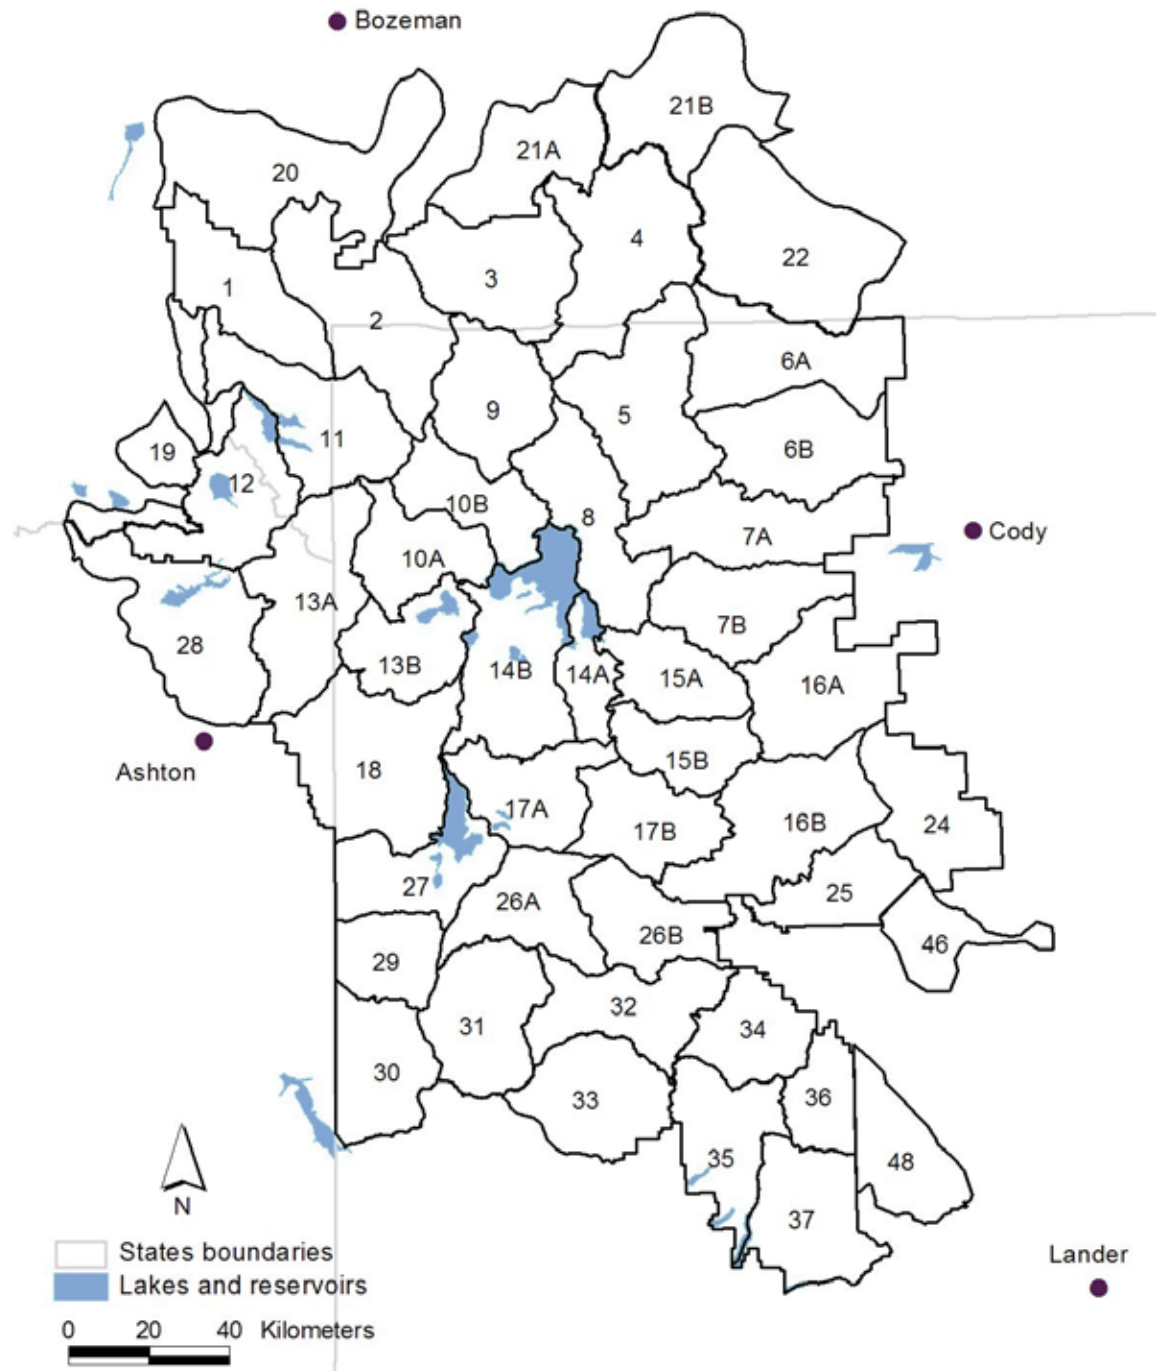 Bozeman
21B
21A
20
4
22
3
1
2
6A
9
5
6B
11
19
12
10B
8
7A
Cody
10A
13A
7B
28
13B
14B
14A
15A
16A
Ashton
18
15B
17A
17B
16B
24
27
26A
25
26B
46
29
32
31
34
30
33
36
35
48
37
N
States boundaries
Lakes and reservoirs
Lander
0 20 40 Kilometers